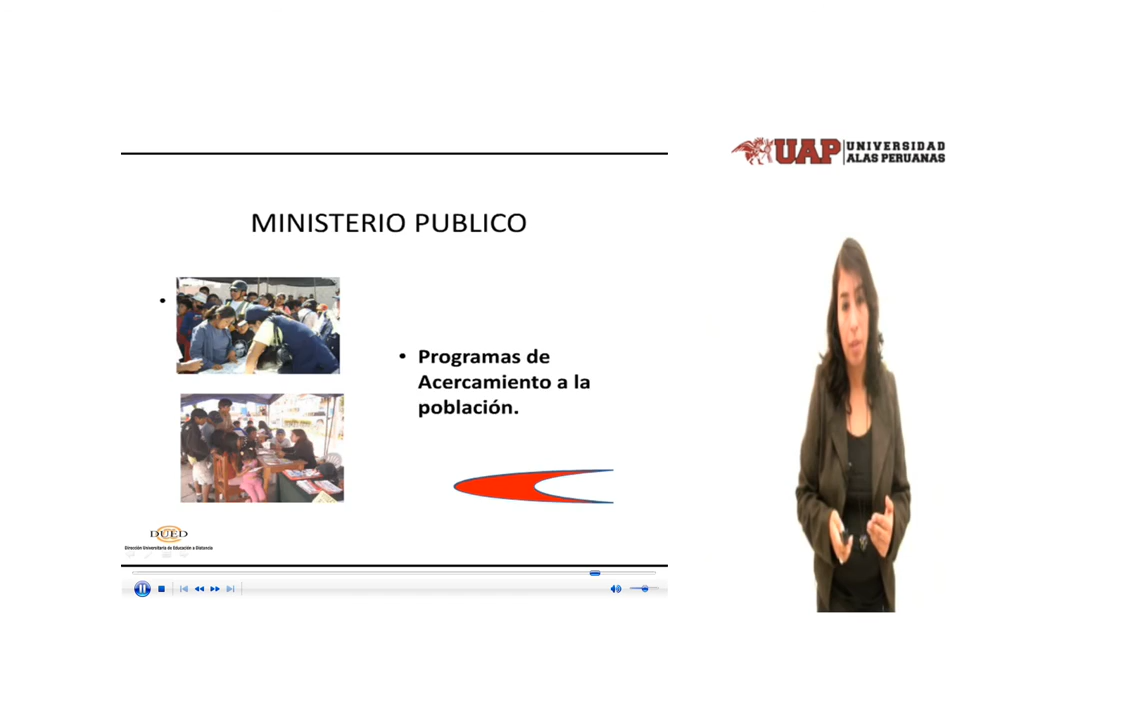 UAP UNIVERSIDAD
ALAS PERUANAS
MINISTERIO PUBLICO
• Programas de
Acercamiento a la
población.
DUED
Dirección Universitaria de Educación a Distancia